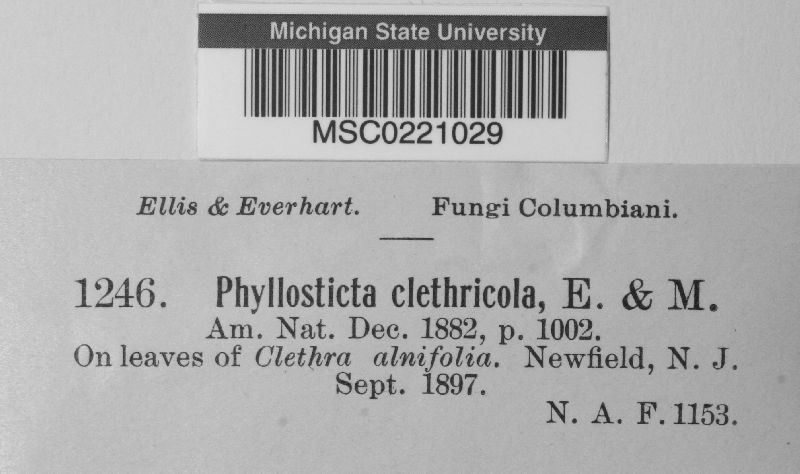 Michigan State University
MSC0221029
Ellis & Everhart. Fungi Columbiani.
1246. Phyllosticta clethricola, E. & M.
Am. Nat. Dec. 1882, p. 1002.
On leaves of Clethra alnifolia. Newfield, N. J.
Sept. 1897.
N. A. F. 1153.